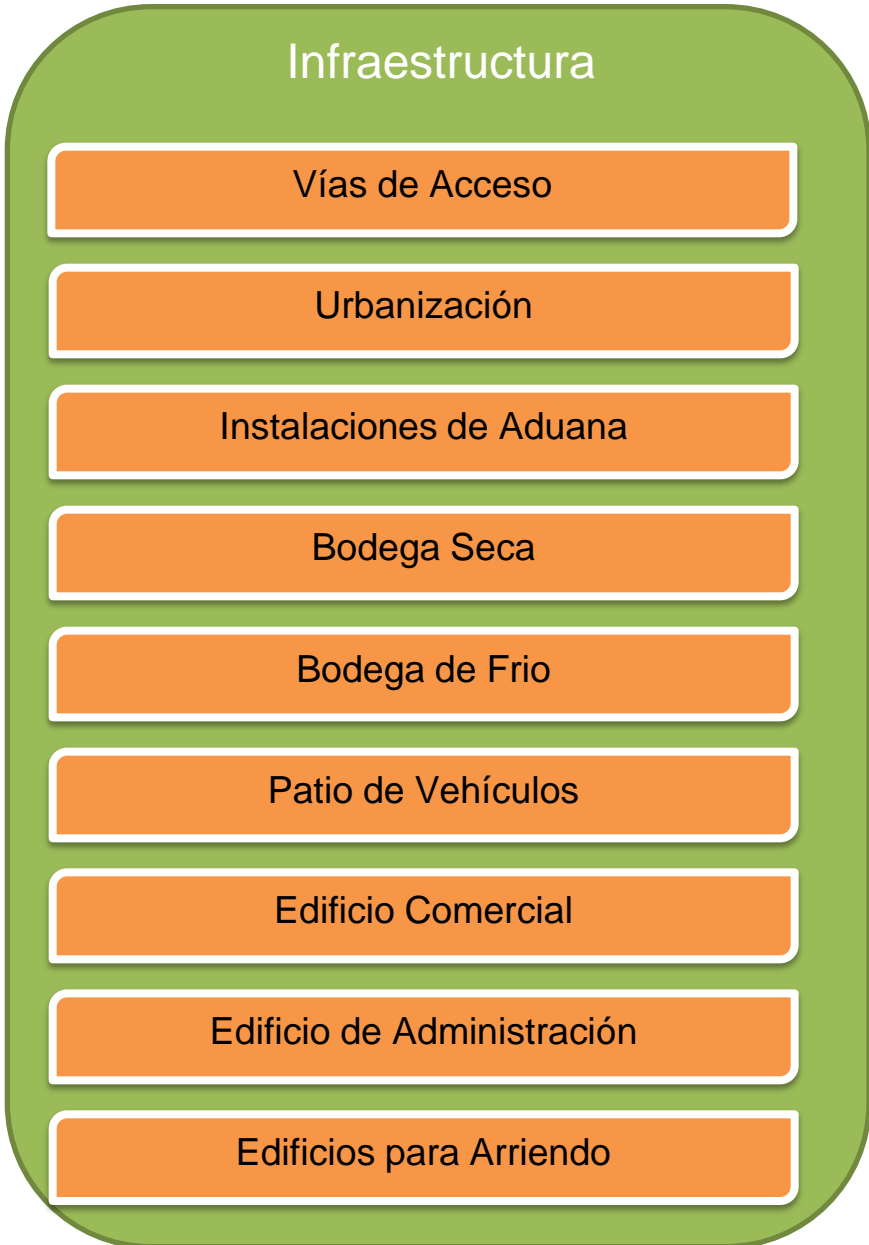 Infraestructura
Vías de Acceso
Urbanización
Instalaciones de Aduana
Bodega Seca
Bodega de Frio
Patio de Vehículos
Edificio Comercial
Edificio de Administración
Edificios para Arriendo